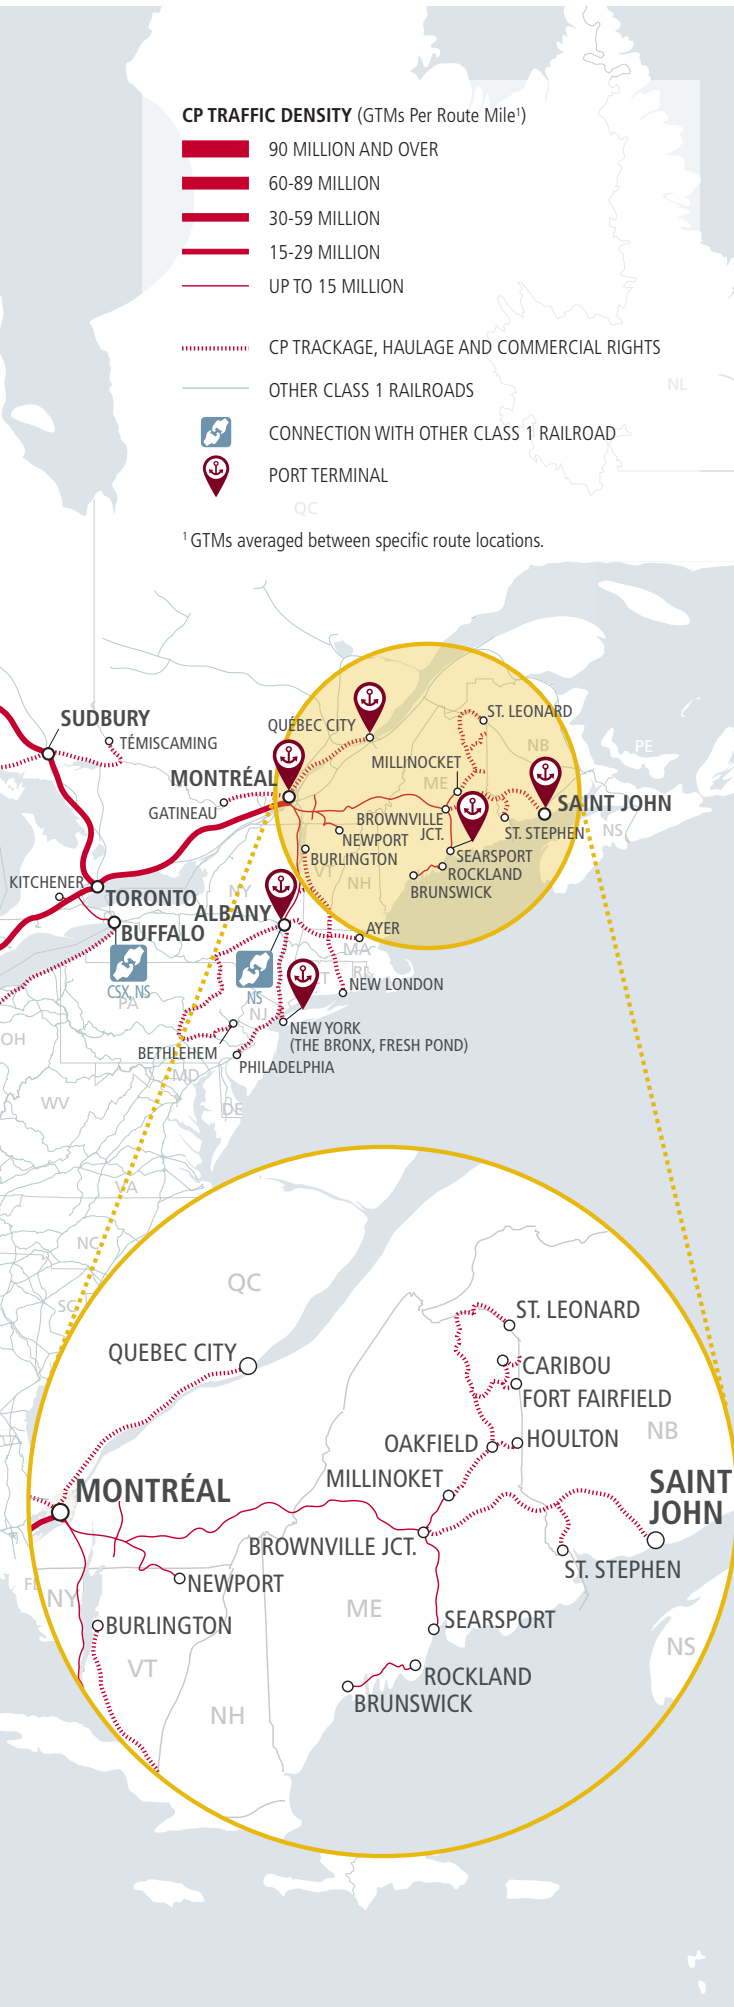 CP TRAFFIC DENSITY (GTMs Per Route Mile¹)
90 MILLION AND OVER
60-89 MILLION
30-59 MILLION
15-29 MILLION
UP TO 15 MILLION
CP TRACKAGE, HAULAGE AND COMMERCIAL RIGHTS
OTHER CLASS 1 RAILROADS
CONNECTION WITH OTHER CLASS 1 RAILROAD
PORT TERMINAL
¹ GTMs averaged between specific route locations.
NL
QC
SUDBURY
TÉMISCAMING
QUÉBEC CITY
ST. LEONARD
NB
PE
MONTRÉAL
MILLINOCKET
ME
GATINEAU
BROWNVILLE
JCT.
SAINT JOHN
NS
ST. STEPHEN
NEWPORT
BURLINGTON
SEARSPORT
ROCKLAND
BRUNSWICK
VT
NH
KITCHENER
TORONTO
NY
ALBANY
BUFFALO
AYER
MA
RI
CT
CSX, NS
NS
PA
NEW LONDON
NJ
NEW YORK
(THE BRONX, FRESH POND)
OH
BETHLEHEM
PHILADELPHIA
MD
DE
WV
VA
NC
SC
QC
QUEBEC CITY
ST. LEONARD
CARIBOU
FORT FAIRFIELD
NB
OAKFIELD
HOULTON
MILLINOKET
MONTRÉAL
SAINT
JOHN
BROWNVILLE JCT.
ST. STEPHEN
NEWPORT
FL
NY
BURLINGTON
ME
SEARSPORT
NS
VT
ROCKLAND
BRUNSWICK
NH